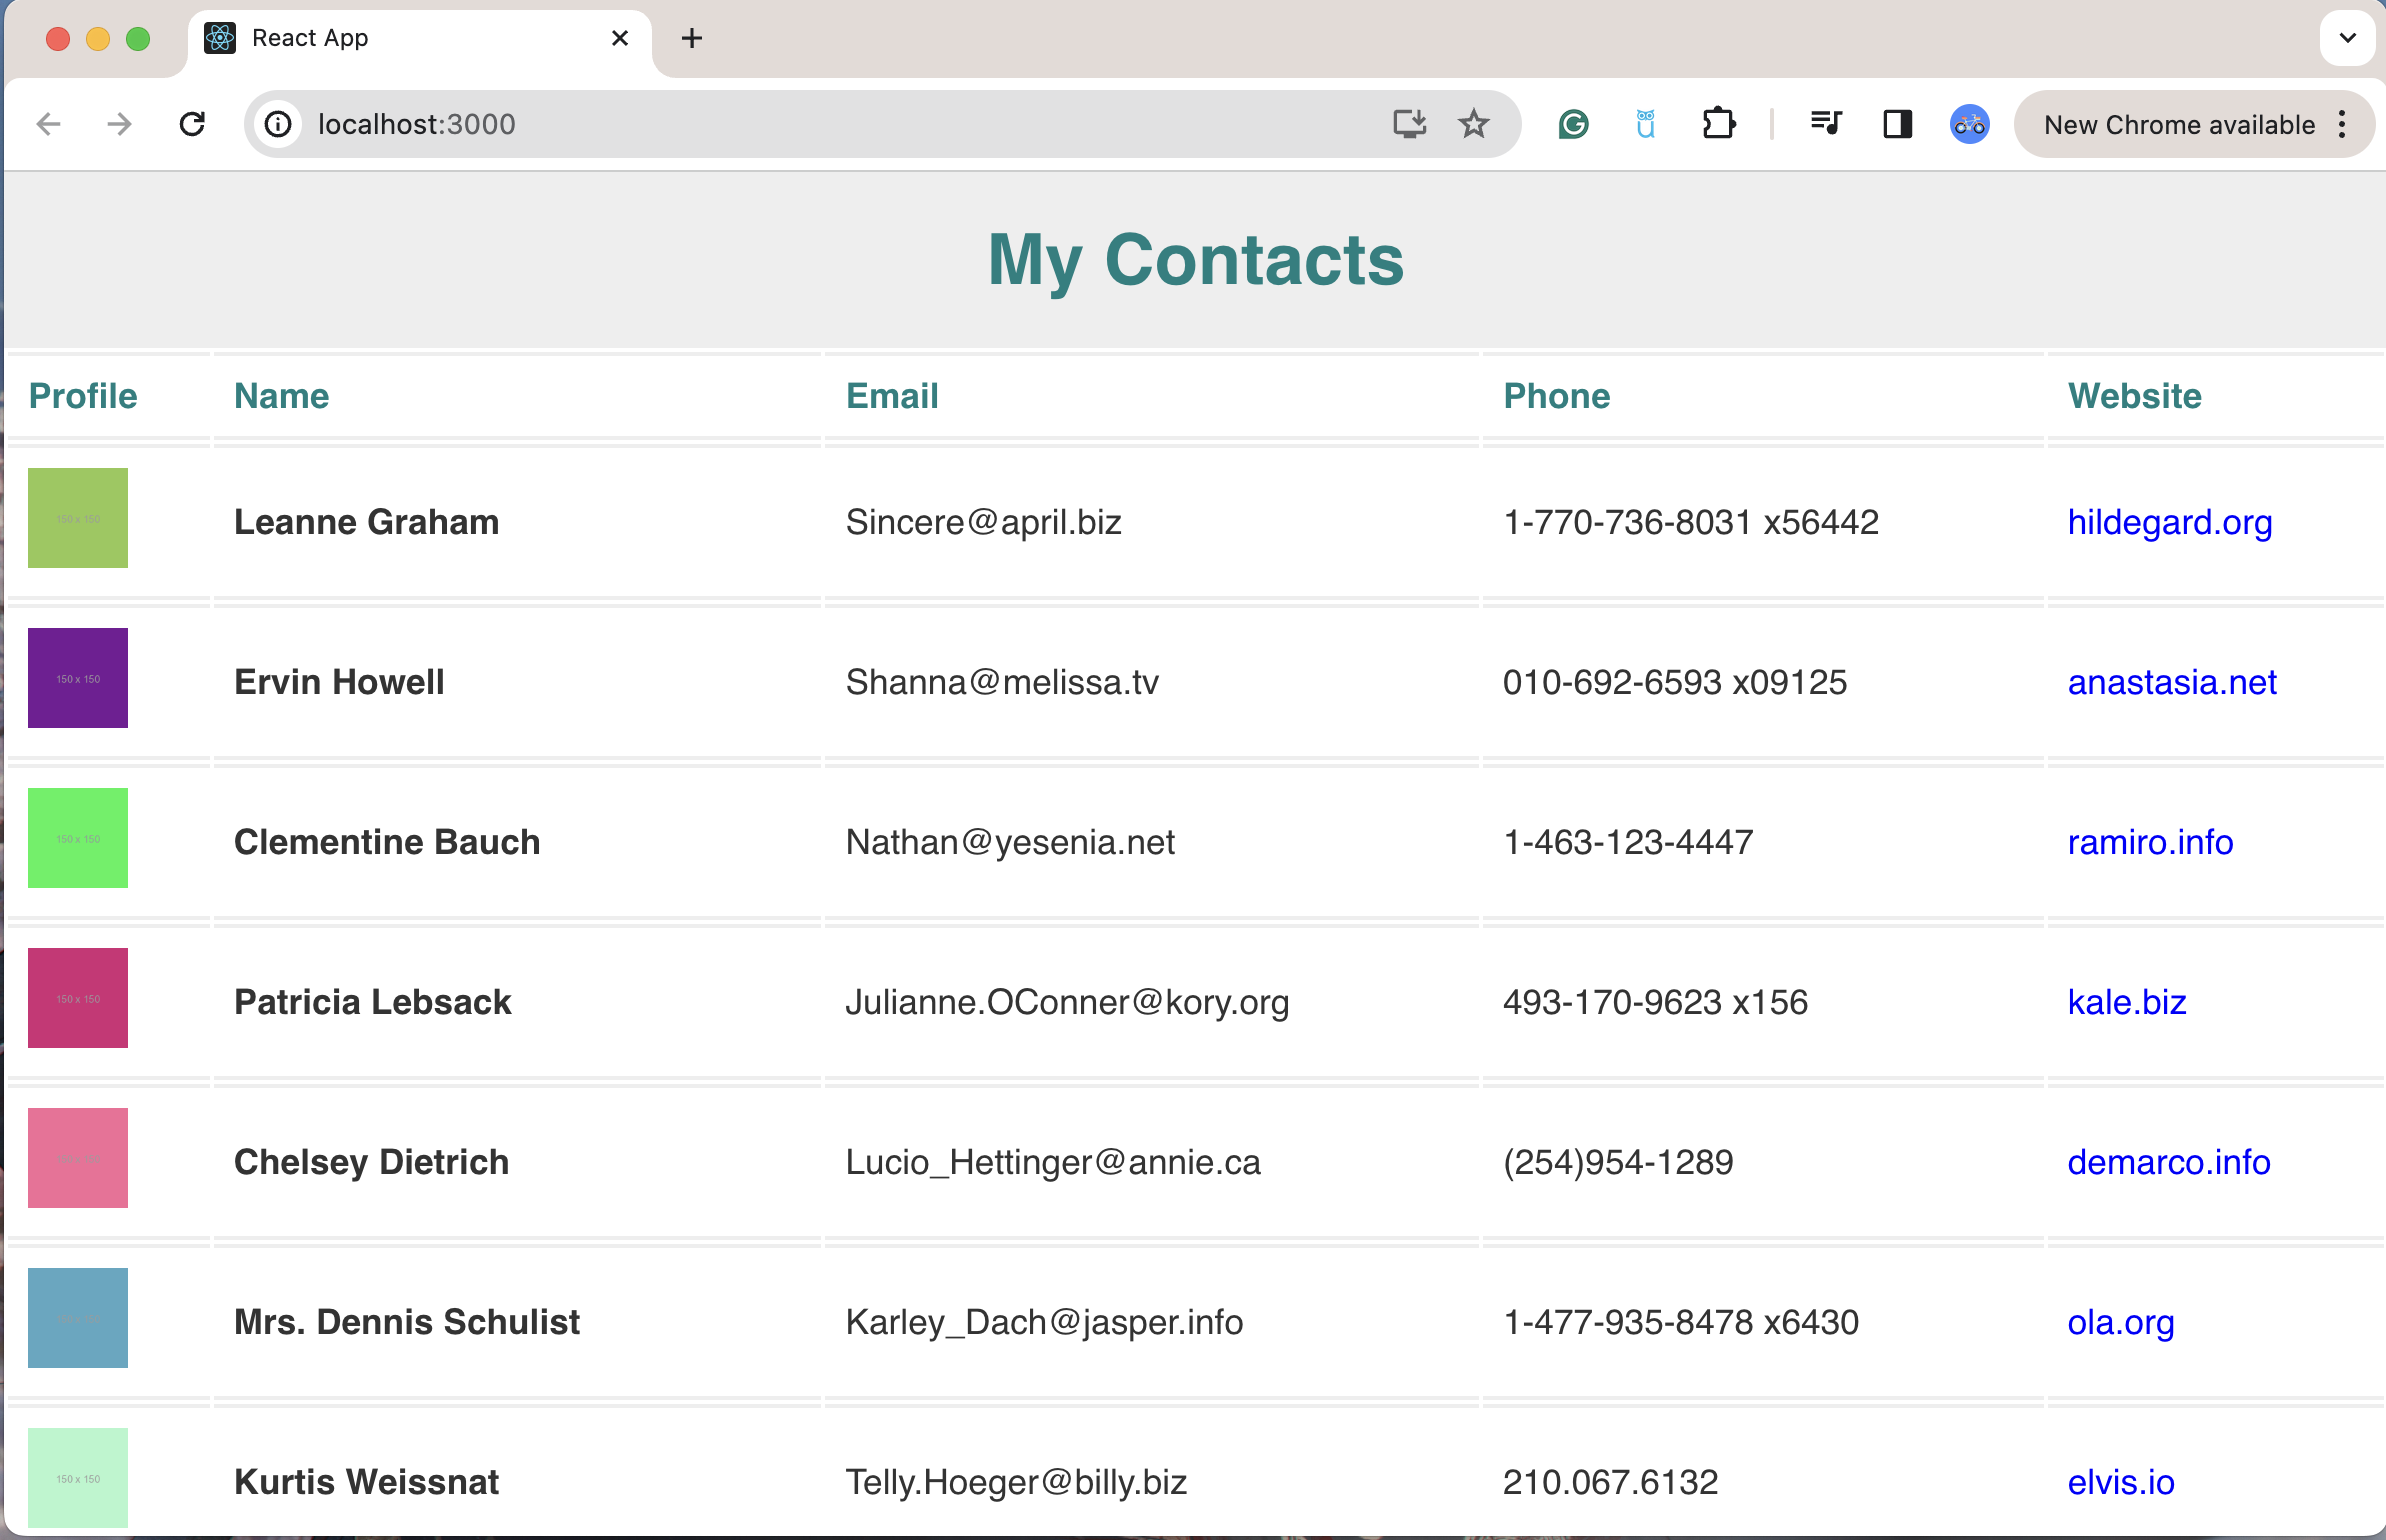 React App
localhost:3000
New Chrome available
My Contacts
Profile Name Email Phone Website
150 x 150 Leanne Graham Sincere@april.biz 1-770-736-8031 x56442 hildegard.org
150 x 150 Ervin Howell Shanna@melissa.tv 010-692-6593 x09125 anastasia.net
150 x 150 Clementine Bauch Nathan@yesenia.net 1-463-123-4447 ramiro.info
150 x 150 Patricia Lebsack Julianne.OConner@kory.org 493-170-9623 x156 kale.biz
Chelsey Dietrich Lucio_Hettinger@annie.ca (254)954-1289 demarco.info
Mrs. Dennis Schulist Karley_Dach@jasper.info 1-477-935-8478 x6430 ola.org
150 x 150 Kurtis Weissnat Telly.Hoeger@billy.biz 210.067.6132 elvis.io